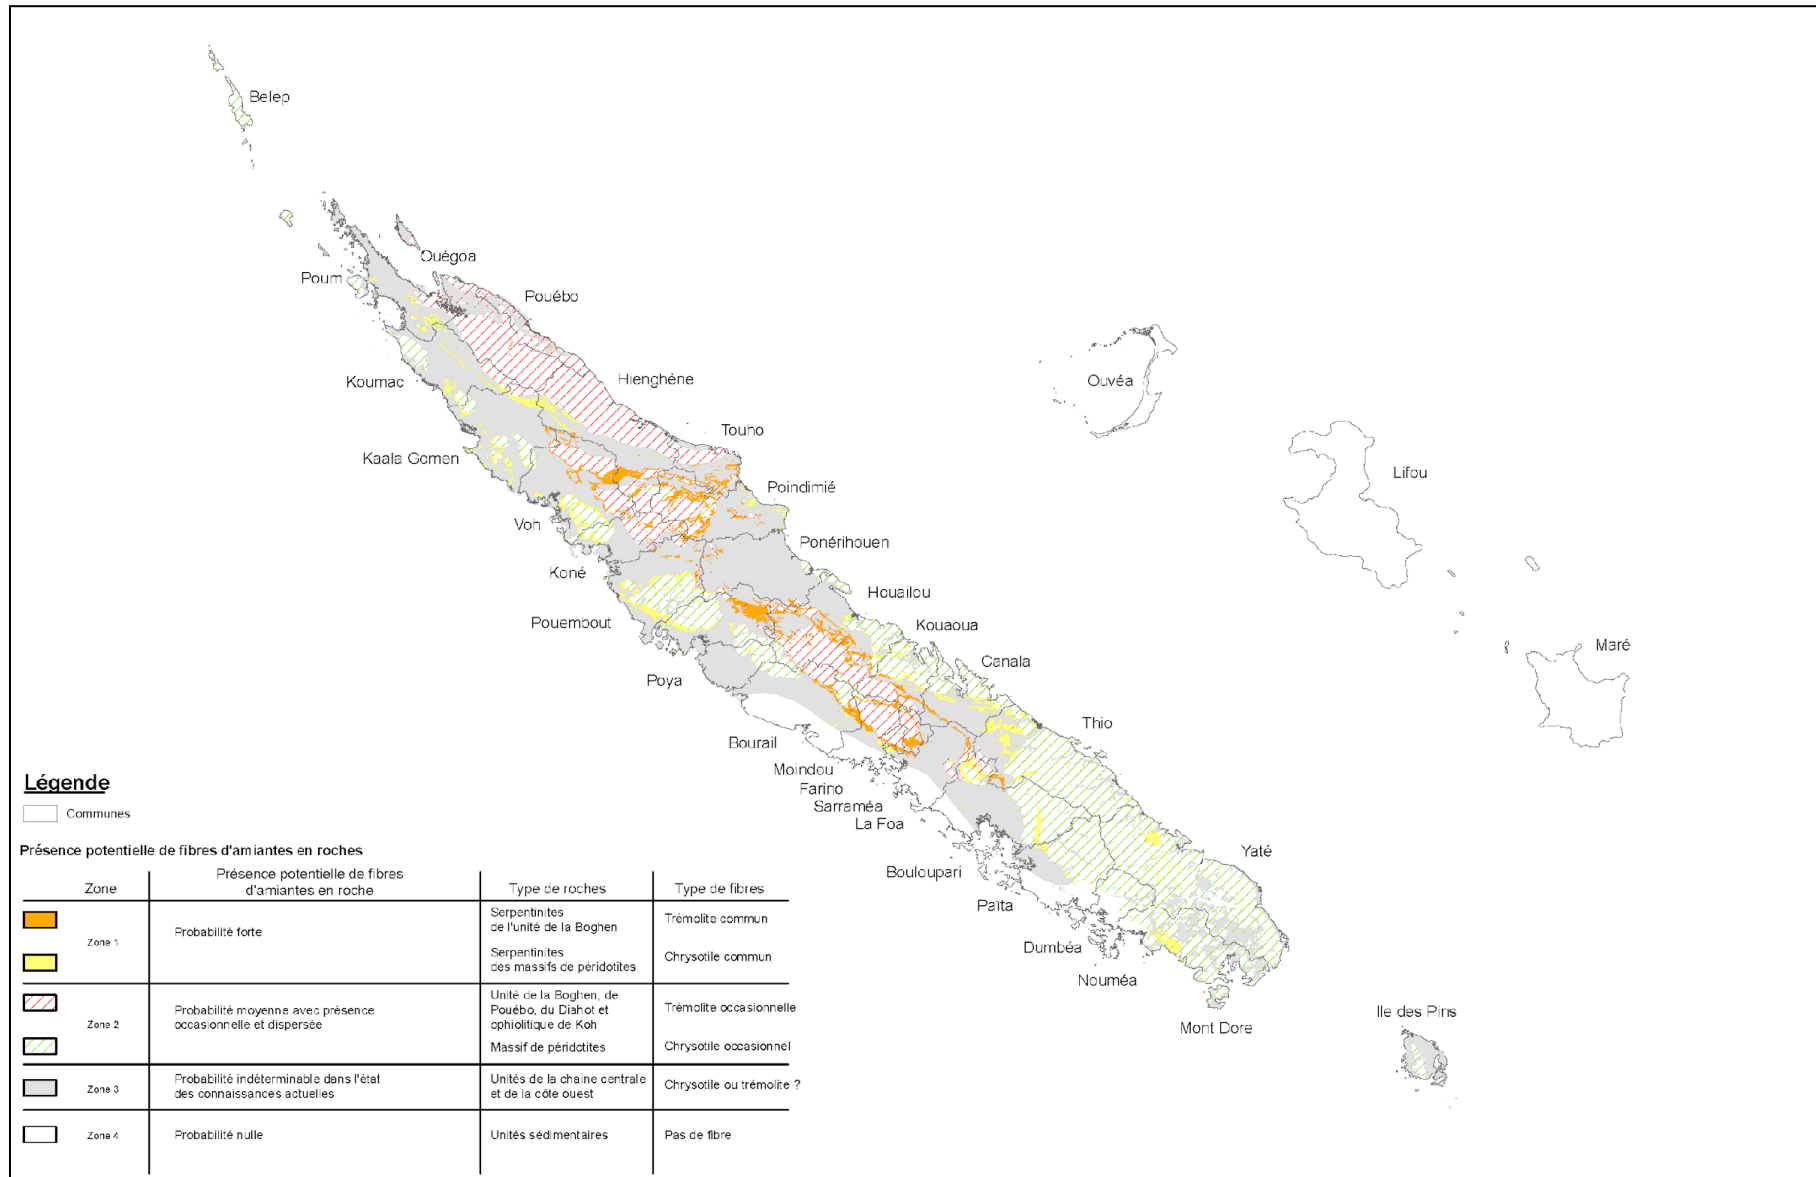 Belep
Ouégoa
Poum
Pouébo
Koumac
Hienghène
Ouvéa
Touho
Kaala Gomen
Lifou
Poindimié
Voh
Ponérihouen
Koné
Houaïlou
Pouembout
Kouaoua
Canala
Maré
Poya
Thio
Bourail
Moindou
Farino
Sarraméa
La Foa
Yaté
Bouloupari
Païta
Dumbéa
Nouméa
Ile des Pins
Mont Dore
Légende
Communes
Présence potentielle de fibres d'amiantes en roches
Zone
Présence potentielle de fibres
d'amiantes en roche
Type de roches
Type de fibres
Zone 1
Probabilité forte
Serpentinites
de l'unité de la Boghen
Trémolite commun
Serpentinites
des massifs de péridotites
Chrysotile commun
Zone 2
Probabilité moyenne avec présence
occasionnelle et dispersée
Unité de la Boghen, de
Pouébo, du Diahot et
ophiolitique de Koh
Trémolite occasionnelle
Massif de péridotites
Chrysotile occasionnel
Zone 3
Probabilité indéterminable dans l'état
des connaissances actuelles
Unités de la chaine centrale
et de la côte ouest
Chrysotile ou trémolite ?
Zone 4
Probabilité nulle
Unités sédimentaires
Pas de fibre